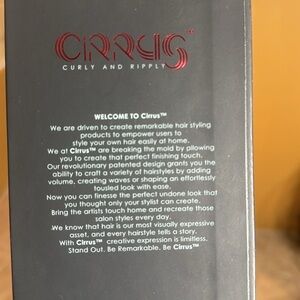 CIRRUS
CURLY AND RIPPLY
WELCOME TO Cirrus™
We are driven to create remarkable hair styling
products to empower users to
style your own hair easily at home.
We at Cirrus™ are breaking the mold by allowing
you to create that perfect finishing touch.
Our revolutionary patented design grants you the
ability to craft a variety of hairstyles by adding
volume, creating waves or shaping an effortlessly
tousled look with ease.
Now you can finesse the perfect undone look that
you thought only your stylist can create.
Bring the artists touch home and recreate those
salon styles every day.
We know that hair is our most visually expressive
asset, and every hairstyle tells a story.
With Cirrus™ creative expression is limitless.
Stand Out. Be Remarkable. Be Cirrus™